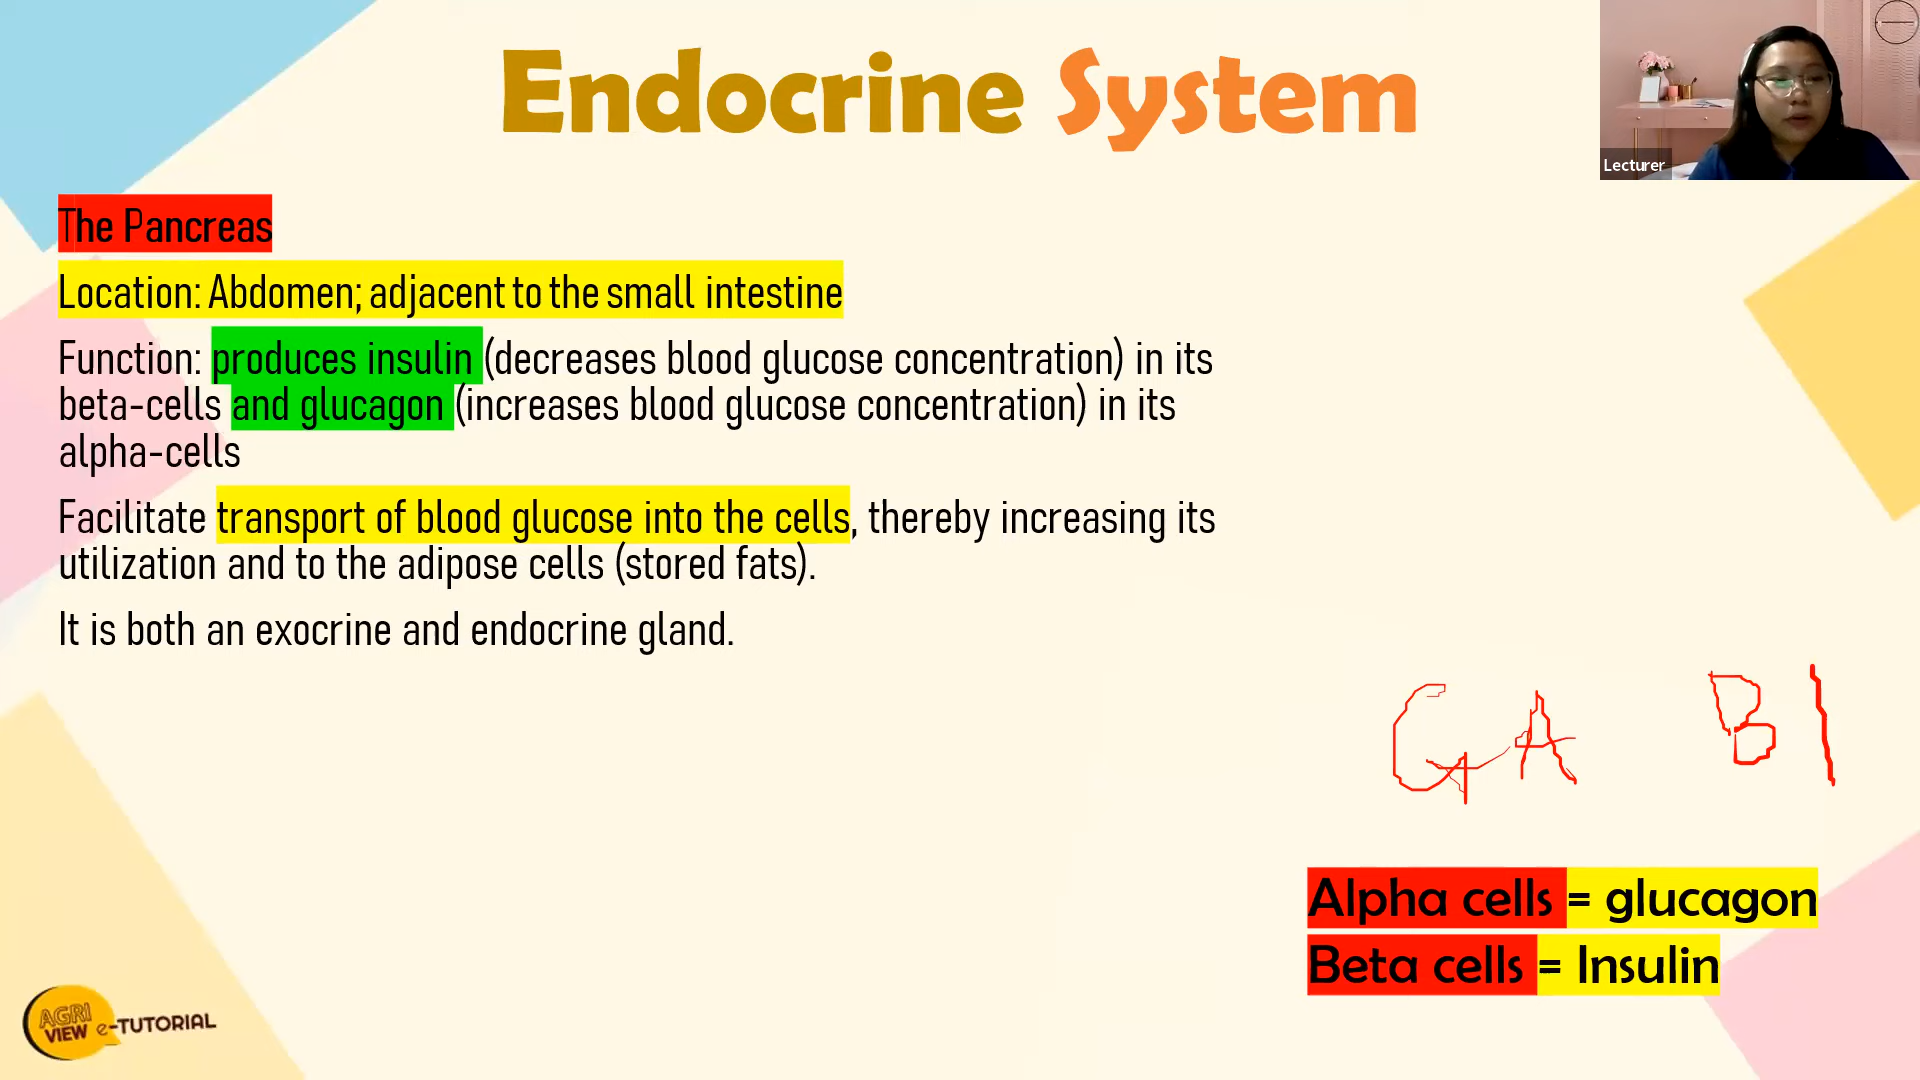 Endocrine System
Lecturer
The Pancreas
Location: Abdomen; adjacent to the small intestine
Function: produces insulin (decreases blood glucose concentration) in its
beta-cells and glucagon (increases blood glucose concentration) in its
alpha-cells
Facilitate transport of blood glucose into the cells, thereby increasing its
utilization and to the adipose cells (stored fats).
It is both an exocrine and endocrine gland.
GA BI
Alpha cells = glucagon
Beta cells = Insulin
AGRI
VIEW e-TUTORIAL